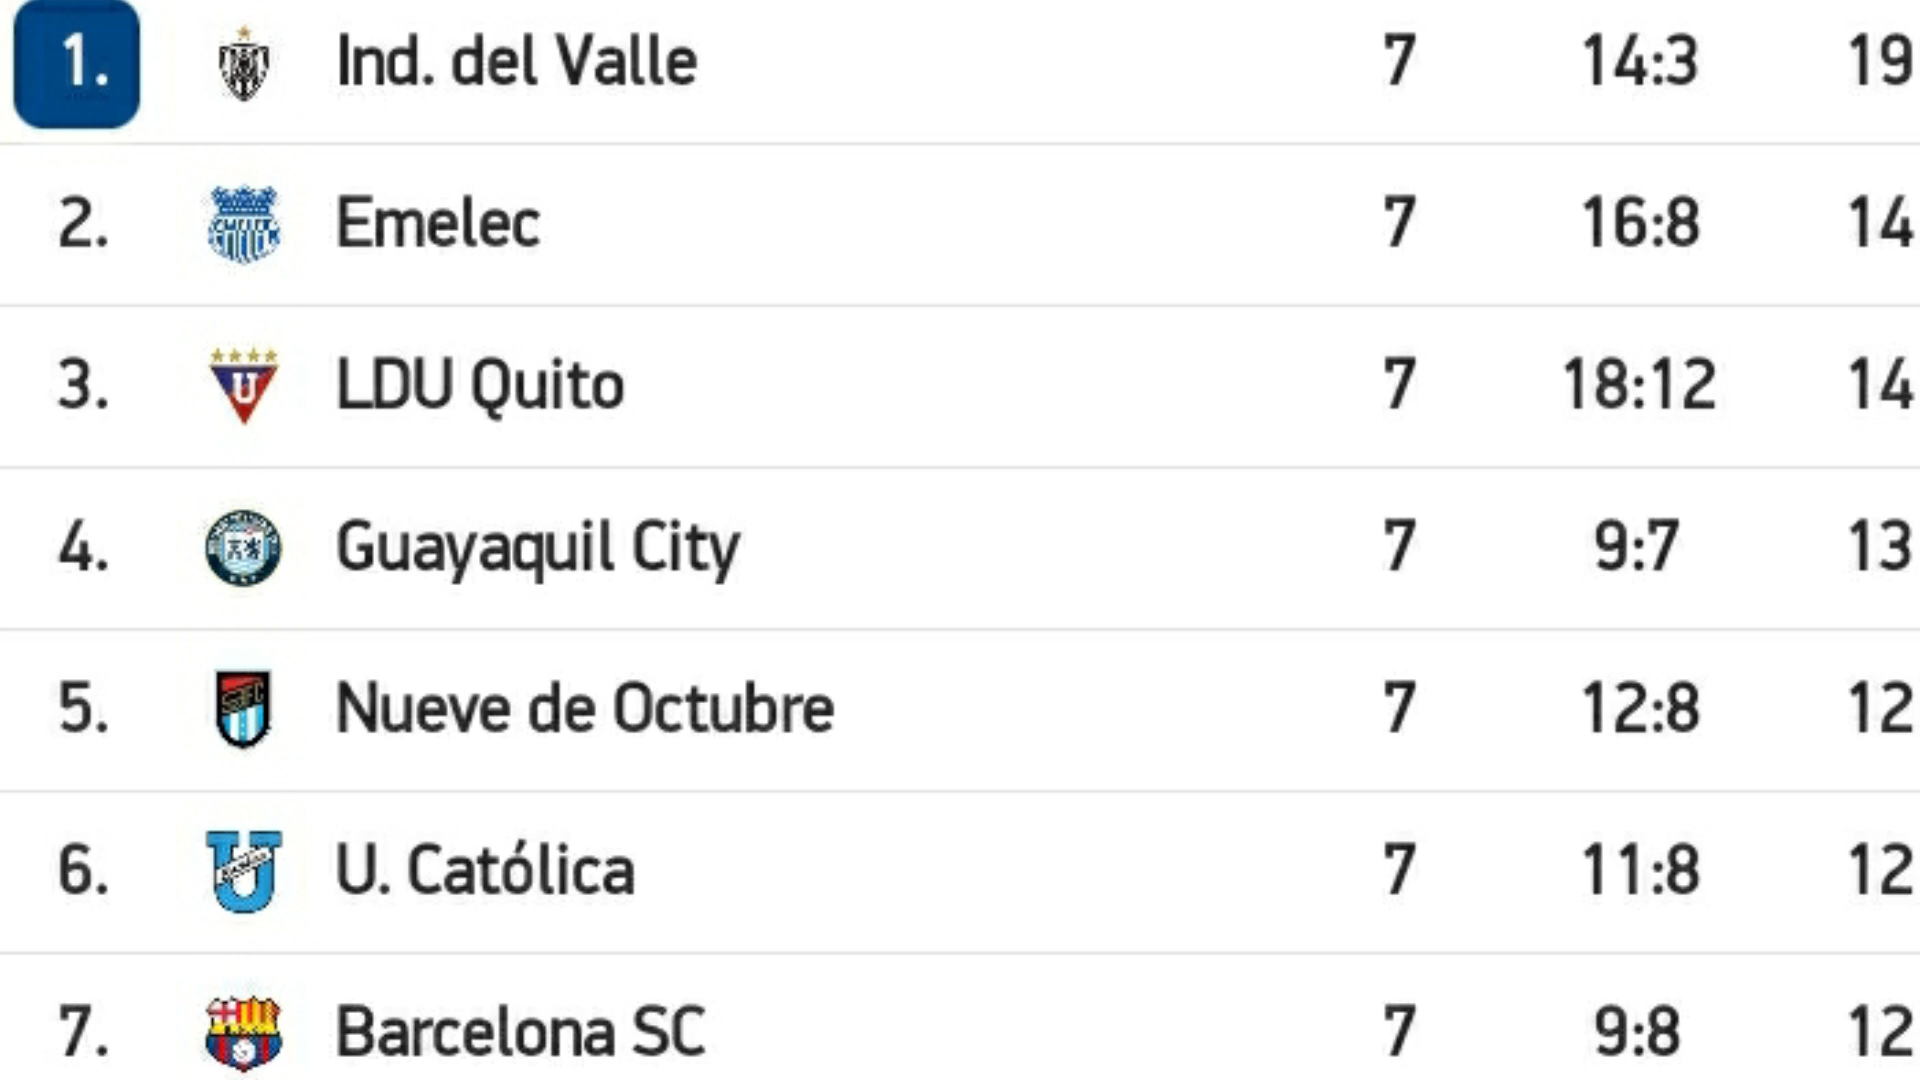 1. Ind. del Valle 7 14:3 19
2. EMELEC Emelec 7 16:8 14
3. U LDU Quito 7 18:12 14
4. Guayaquil City 7 9:7 13
5. Nueve de Octubre 7 12:8 12
6. U. Católica 7 11:8 12
7. Barcelona SC 7 9:8 12